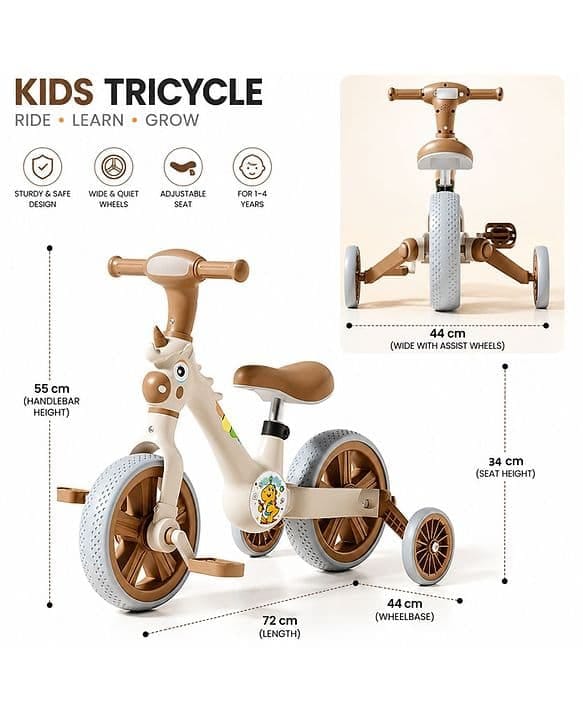 KIDS TRICYCLE
RIDE • LEARN • GROW
STURDY & SAFE
DESIGN
WIDE & QUIET
WHEELS
ADJUSTABLE
SEAT
FOR 1-4
YEARS
44 cm
(WIDE WITH ASSIST WHEELS)
55 cm
(HANDLEBAR
HEIGHT)
34 cm
(SEAT HEIGHT)
44 cm
(WHEELBASE)
72 cm
(LENGTH)